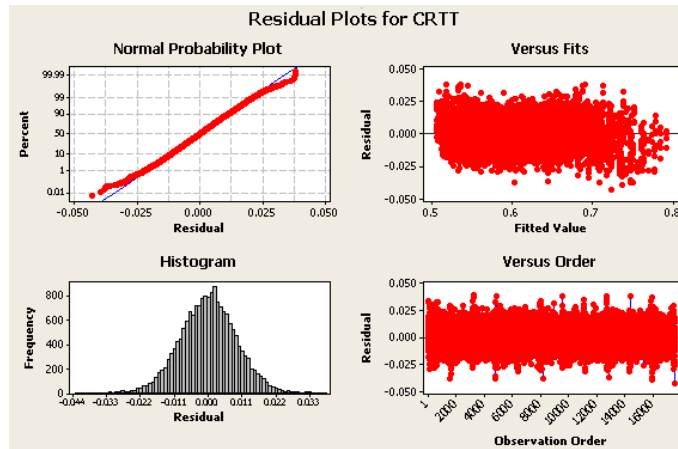 Residual Plots for CRTT
Normal Probability Plot
99.99
99
90
50
10
1
0.01
Percent
-0.050 -0.025 0.000 0.025 0.050
Residual
Versus Fits
0.050
0.025
0.000
-0.025
-0.050
Residual
0.5 0.6 0.7 0.8
Fitted Value
Histogram
800
600
400
200
0
Frequency
-0.044 -0.033 -0.022 -0.011 0.000 0.011 0.022 0.033
Residual
Versus Order
0.050
0.025
0.000
-0.025
-0.050
Residual
1 2000 4000 6000 8000 10000 12000 14000 16000
Observation Order